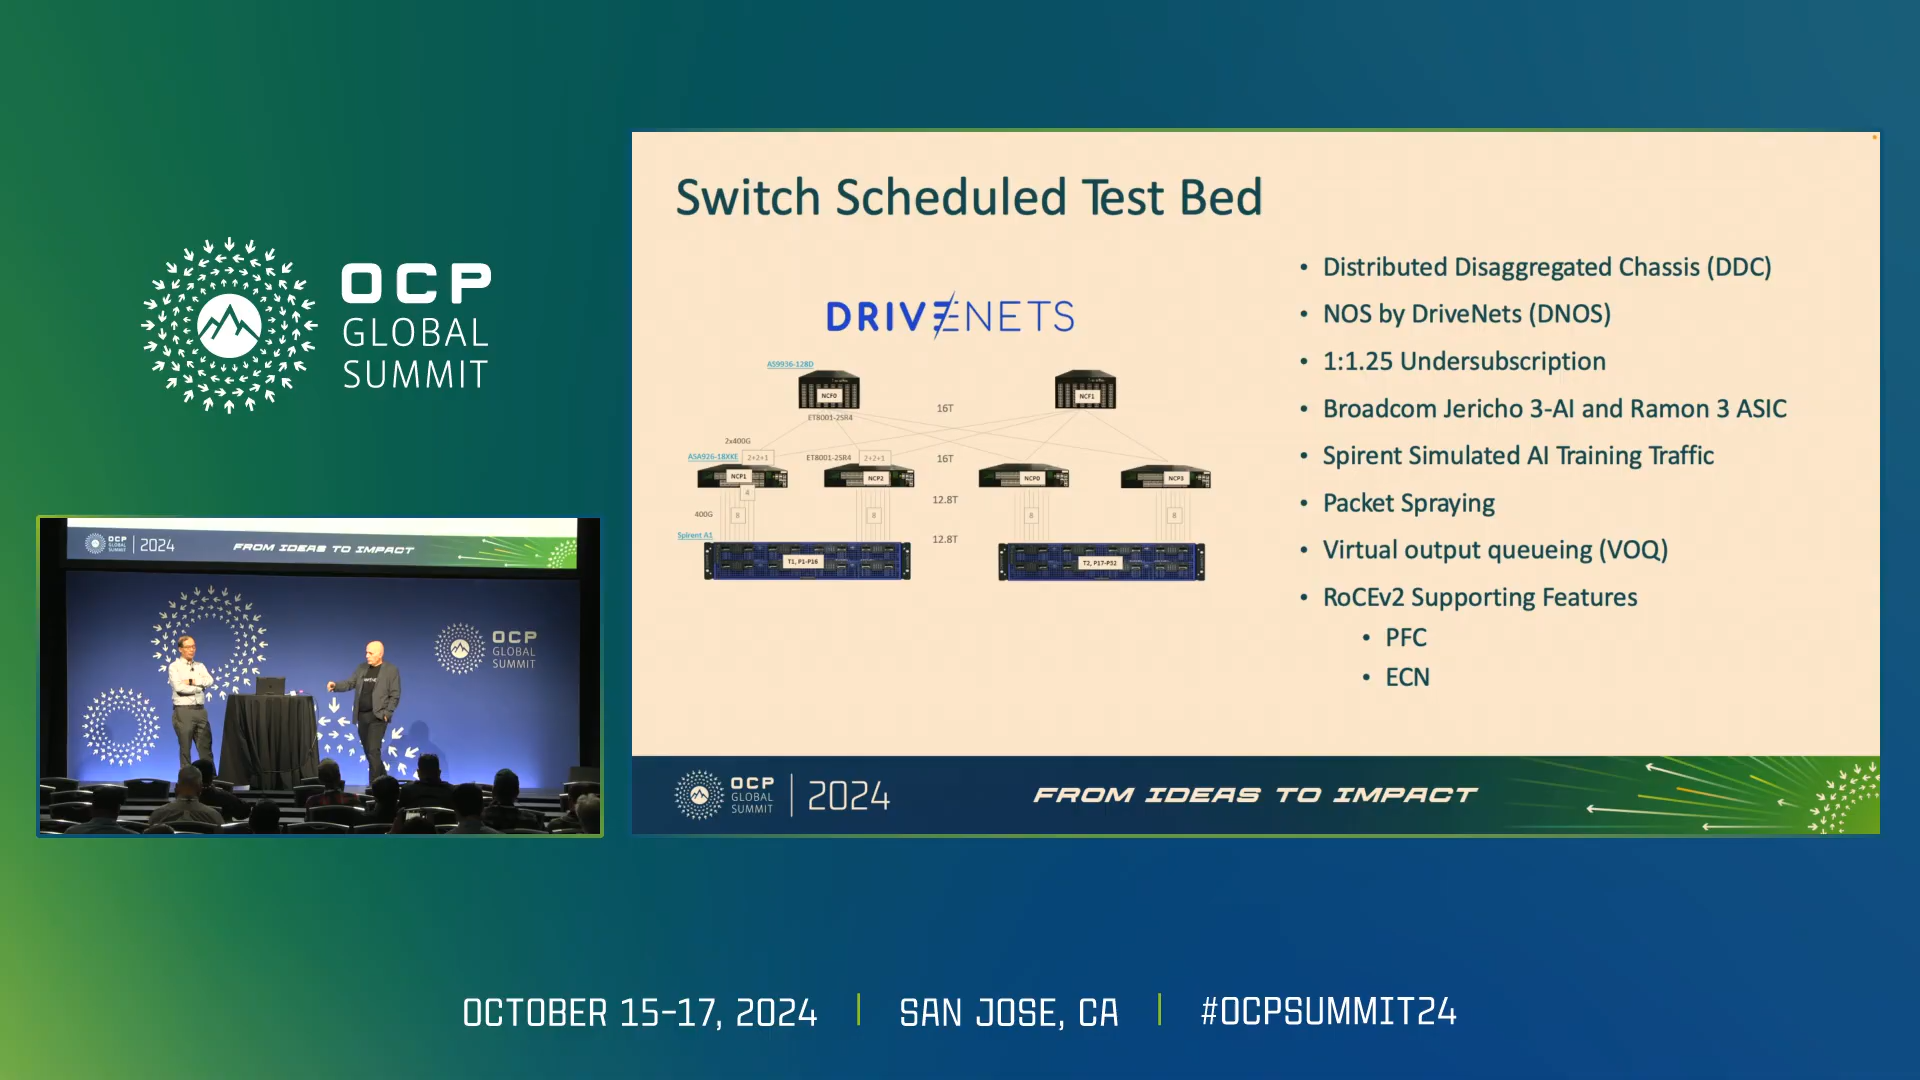 OCP
GLOBAL
SUMMIT
OCP
GLOBAL
SUMMIT
2024
FROM IDEAS TO IMPACT
OCP
GLOBAL
SUMMIT
Switch Scheduled Test Bed
DRIVENETS
AS9936-128D
NCF0
NCF1
ET8001-2SR4
16T
2x400G
ASA926-18XKE
2+2+1
ET8001-2SR4
2+2+1
16T
NCP1
NCP2
NCP0
NCP3
4
12.8T
400G
8
8
8
8
Spirent A1
12.8T
T1, P1-P16
T2, P17-P32
• Distributed Disaggregated Chassis (DDC)
• NOS by DriveNets (DNOS)
• 1:1.25 Undersubscription
• Broadcom Jericho 3-AI and Ramon 3 ASIC
• Spirent Simulated AI Training Traffic
• Packet Spraying
• Virtual output queueing (VOQ)
• RoCEv2 Supporting Features
• PFC
• ECN
OCP
GLOBAL
SUMMIT
2024
FROM IDEAS TO IMPACT
OCTOBER 15-17, 2024 | SAN JOSE, CA | #OCPSUMMIT24